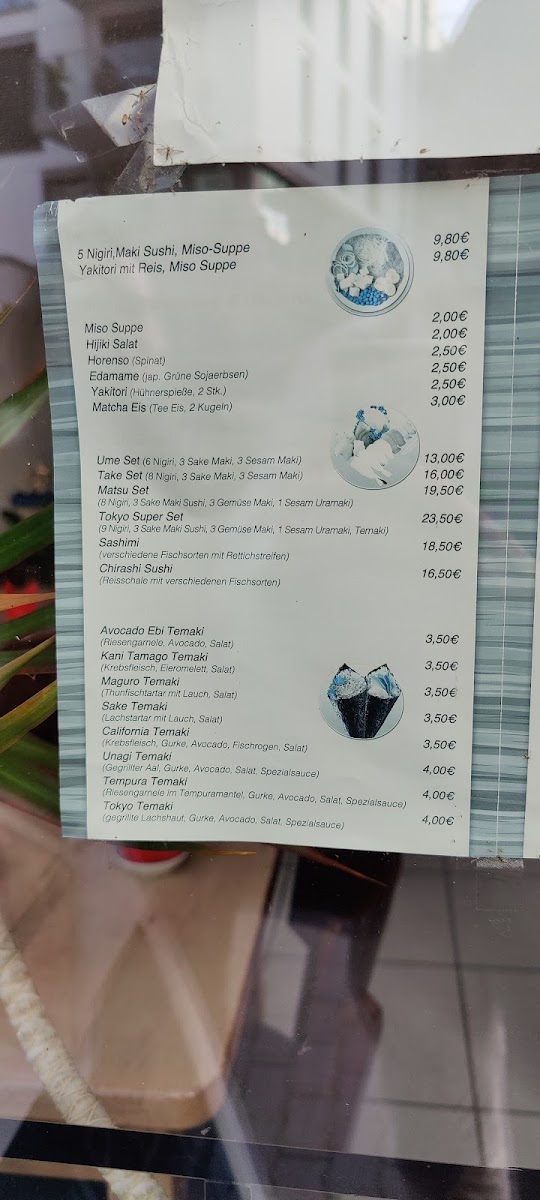 5 Nigiri,Maki Sushi, Miso-Suppe 9,80€
Yakitori mit Reis, Miso Suppe 9,80€
Miso Suppe 2,00€
Hijiki Salat 2,00€
Horenso (Spinat) 2,50€
Edamame (jap. Grüne Sojaerbsen) 2,50€
Yakitori (Hühnerspieße, 2 Stk.) 2,50€
Matcha Eis (Tee Eis, 2 Kugeln) 3,00€
Ume Set (6 Nigiri, 3 Sake Maki, 3 Sesam Maki) 13,00€
Take Set (8 Nigiri, 3 Sake Maki, 3 Sesam Maki) 16,00€
Matsu Set 19,50€
(8 Nigiri, 3 Sake Maki Sushi, 3 Gemüse Maki, 1 Sesam Uramaki)
Tokyo Super Set 23,50€
(9 Nigiri, 3 Sake Maki Sushi, 3 Gemüse Maki, 1 Sesam Uramaki, Temaki)
Sashimi 18,50€
(verschiedene Fischsorten mit Rettichstreifen)
Chirashi Sushi 16,50€
(Reisschale mit verschiedenen Fischsorten)
Avocado Ebi Temaki 3,50€
(Riesengarnele, Avocado, Salat)
Kani Tamago Temaki 3,50€
(Krebsfleisch, Eieromelett, Salat)
Maguro Temaki 3,50€
(Thunfischtartar mit Lauch, Salat)
Sake Temaki 3,50€
(Lachstartar mit Lauch, Salat)
California Temaki 3,50€
(Krebsfleisch, Gurke, Avocado, Fischrogen, Salat)
Unagi Temaki 4,00€
(Gegrillter Aal, Gurke, Avocado, Salat, Spezialsauce)
Tempura Temaki 4,00€
(Riesengarnele im Tempuramantel, Gurke, Avocado, Salat, Spezialsauce)
Tokyo Temaki 4,00€
(gegrillte Lachshaut, Gurke, Avocado, Salat, Spezialsauce)